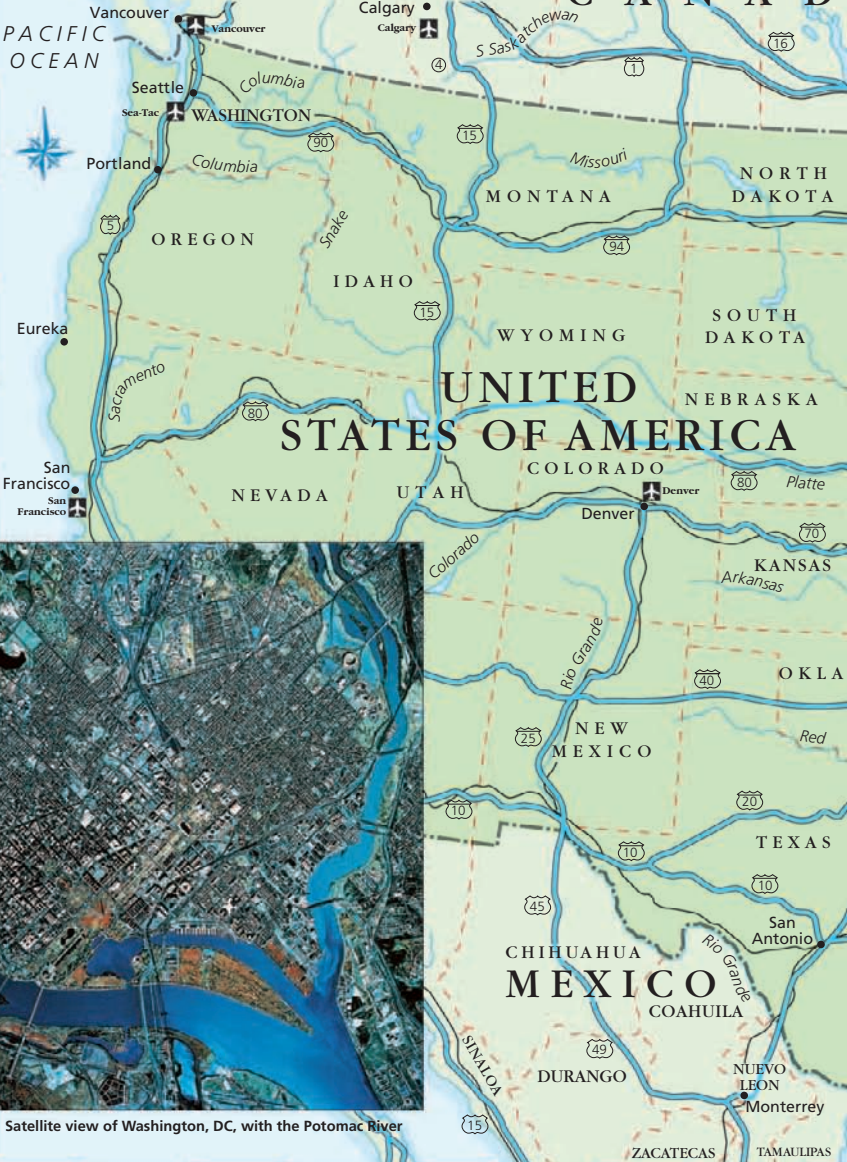 CANAD
Vancouver
Vancouver
PACIFIC
OCEAN
Calgary
Calgary
S Saskatchewan
16
1
4
Seattle
Sea-Tac
Columbia
WASHINGTON
90
15
Missouri
NORTH
DAKOTA
Portland
Columbia
MONTANA
5
OREGON
Snake
94
IDAHO
15
WYOMING
SOUTH
DAKOTA
Eureka
Sacramento
UNITED
STATES OF AMERICA
NEBRASKA
80
COLORADO
San
Francisco
San
Francisco
NEVADA
UTAH
Denver
Denver
80
Platte
70
KANSAS
Colorado
Arkansas
Rio Grande
40
OKLA
25
NEW
MEXICO
Red
10
20
TEXAS
10
10
45
San
Antonio
CHIHUAHUA
MEXICO
Rio Grande
COAHUILA
49
DURANGO
SINALOA
NUEVO
LEON
Monterrey
15
ZACATECAS
TAMAULIPAS
Satellite view of Washington, DC, with the Potomac River